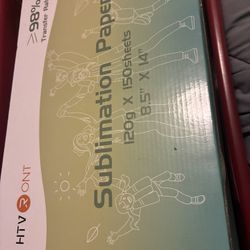 ≥98%
Transfer Rate
HTVRONT
Sublimation Paper
120g X 150sheets
8.5" X 14"